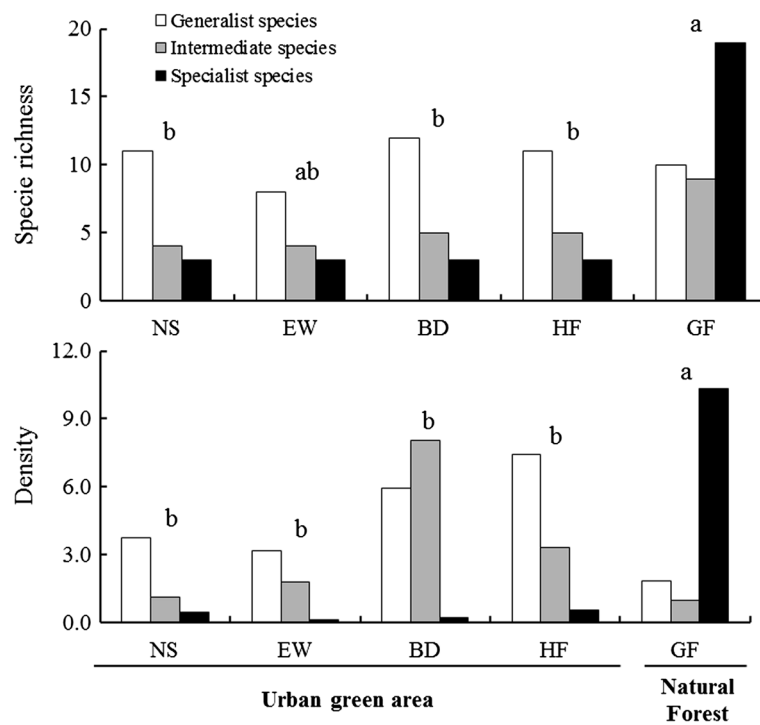 Generalist species
Intermediate species
Specialist species
Specie richness
20
15
10
5
0
b
ab
b
b
a
NS EW BD HF GF
Density
12.0
9.0
6.0
3.0
0.0
b
b
b
b
a
NS EW BD HF GF
Urban green area
Natural
Forest